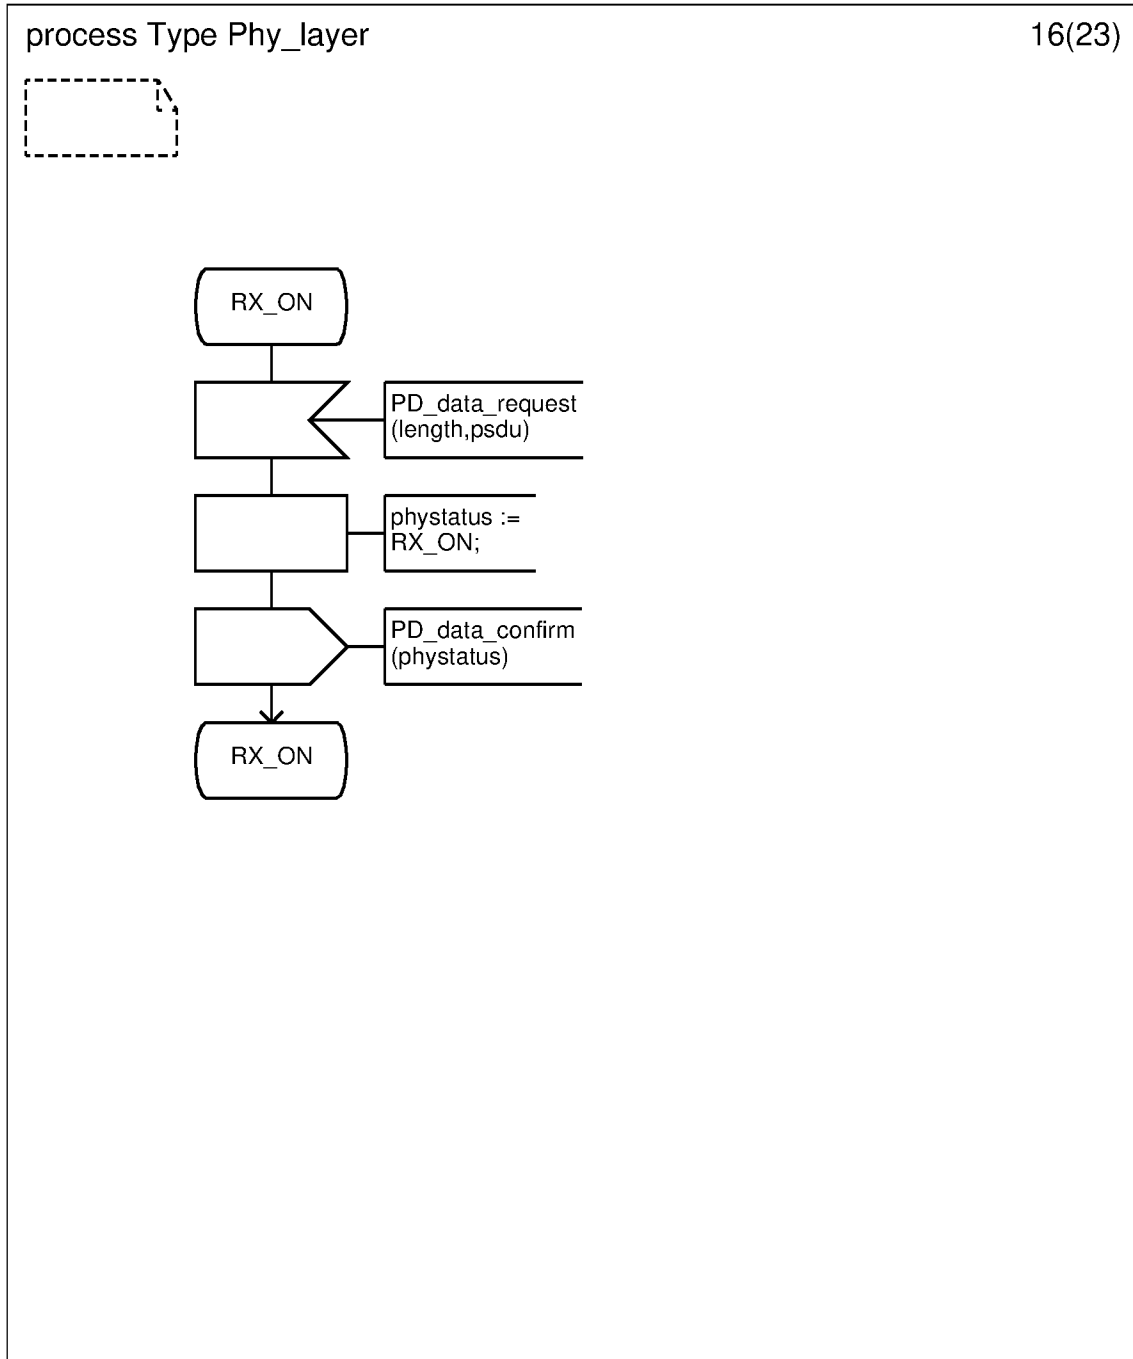 process Type Phy_layer
16(23)
RX_ON
PD_data_request
(length,psdu)
phystatus :=
RX_ON;
PD_data_confirm
(phystatus)
RX_ON